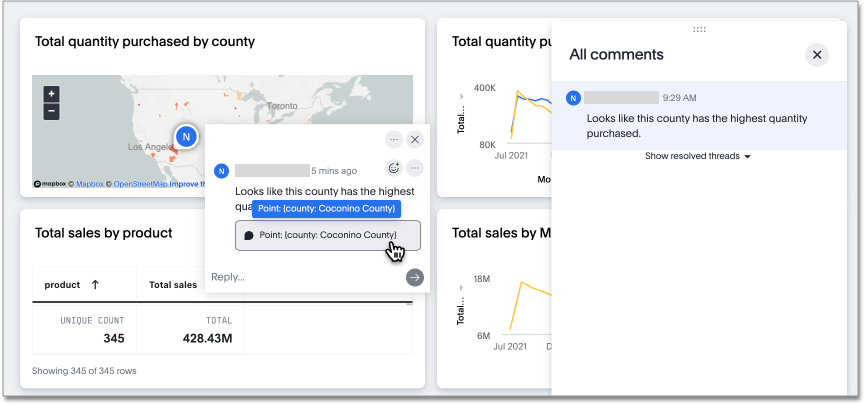 Total quantity purchased by county
+
−
Toronto
Los Angele
N
mapbox © Mapbox © OpenStreetMap Improve th
N
5 mins ago
Looks like this county has the highest
qua
Point: {county: Coconino County}
Point: {county: Coconino County}
Reply...
Total sales by product
product ↑
Total sales
UNIQUE COUNT
345
TOTAL
428.43M
Showing 345 of 345 rows
Total quantity pu
Total...
400K
80K
Jul 2021
Mo
Total sales by M
Total...
18M
6M
Jul 2021
D
All comments
N
9:29 AM
Looks like this county has the highest quantity
purchased.
Show resolved threads